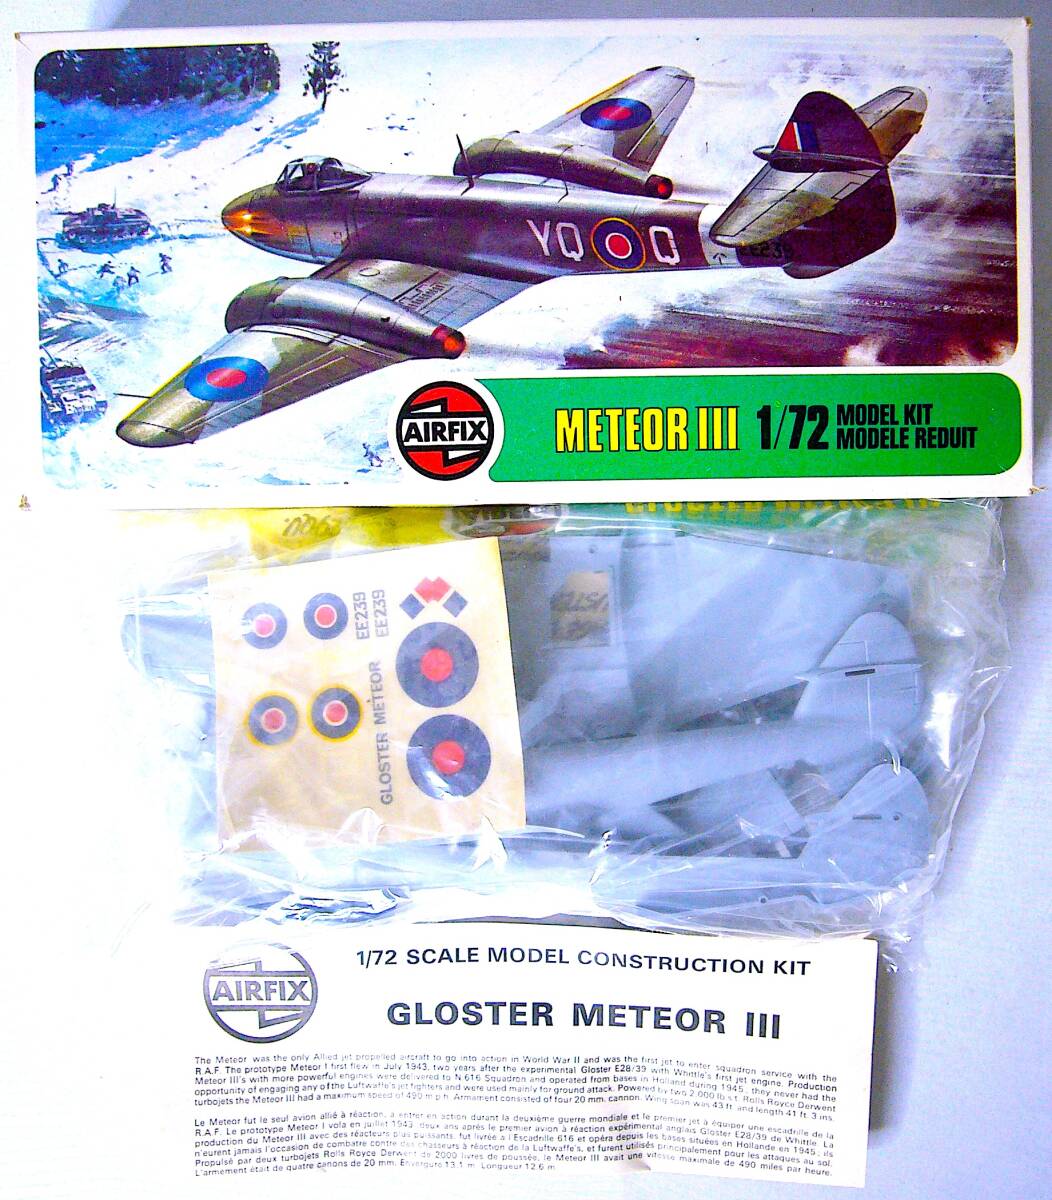 YQ Q
EE239
AIRFIX
METEOR III 1/72 MODEL KIT
MODELE REDUIT
EE239
EE239
GLOSTER METEOR
AIRFIX
1/72 SCALE MODEL CONSTRUCTION KIT
GLOSTER METEOR III
The Meteor was the only Allied jet propelled aircraft to go into action in World War II and was the first jet to enter squadron service with the
R.A.F. The prototype Meteor I first flew in July 1943, two years after the experimental Gloster E28/39 with Whittle's first jet engine. Production
Meteor III's with more powerful engines were delivered to N 616 Squadron and operated from bases in Holland during 1945, they never had the
opportunity of engaging any of the Luftwaffe's jet fighters and were used mainly for ground attack. Powered by two 2,000 lb s.t. Rolls Royce Derwent
turbojets the Meteor III had a maximum speed of 490 m p h. Armament consisted of four 20 mm. cannon. Wing span was 43 ft and length 41 ft. 3 ins.
Le Meteor fut le seul avion allié à réaction, à entrer en action durant la deuxième guerre mondiale et le premier jet à équiper une escadrille de la
R.A.F. Le prototype Meteor I vola en juillet 1943 deux ans après le premier avion à réaction expérimental anglais Gloster E28/39 de Whittle. La
production du Meteor III avec des réacteurs plus puissants, fut livrée à l Escadrille 616 et opéra depuis les bases situées en Hollande en 1945; ils
n'eurent jamais l'occasion de combattre contre des chasseurs à réaction de la Luftwaffe's, et furent utilisés principalement pour les attaques au sol.
Propulsé par deux turbojets Rolls Royce Derwent de 2000 livres de poussée, le Meteor III avait une vitesse maximale de 490 miles par heure.
L'armement était de quatre canons de 20 mm. Envergure 13.1 m Longueur 12.6 m.